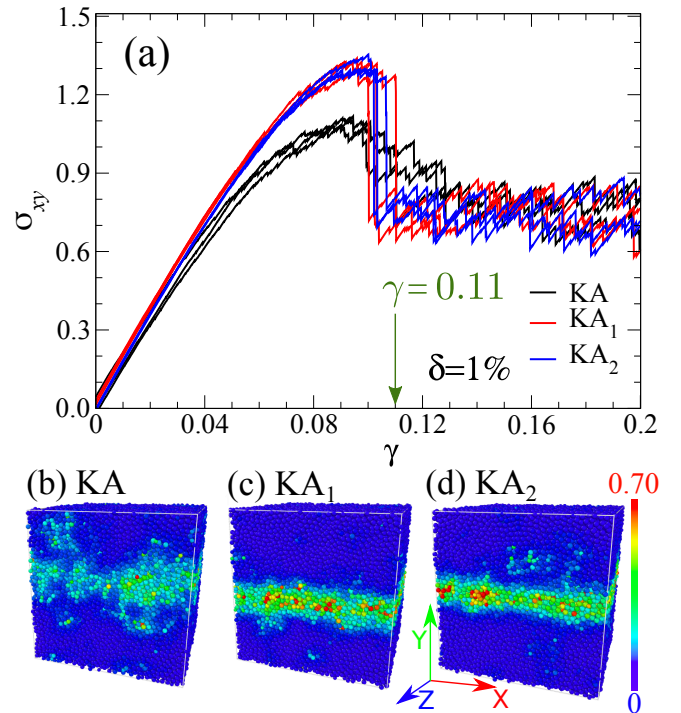 (a)
σxy
1.5
1.2
0.9
0.6
0.3
0.0
γ = 0.11
δ=1%
KA
KA1
KA2
0 0.04 0.08 0.12 0.16 0.2
γ
(b) KA (c) KA1 (d) KA2 0.70
Y
Z X 0